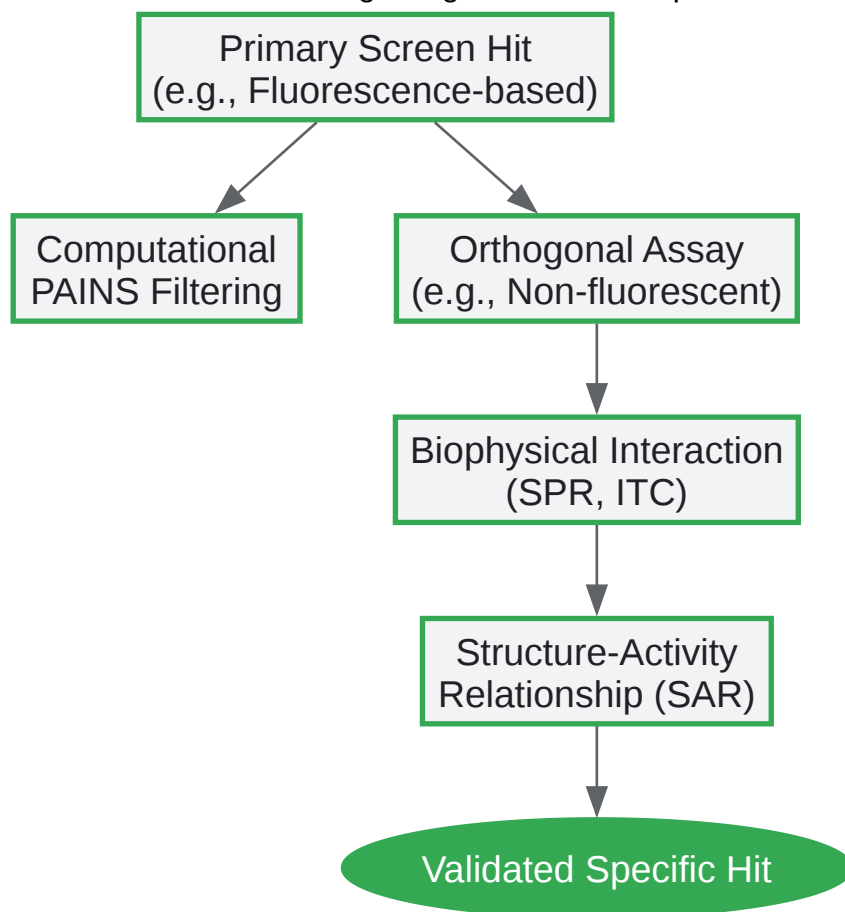 Primary Screen Hit
(e.g., Fluorescence-based)
Computational
PAINS Filtering
Orthogonal Assay
(e.g., Non-fluorescent)
Biophysical Interaction
(SPR, ITC)
Structure-Activity
Relationship (SAR)
Validated Specific Hit